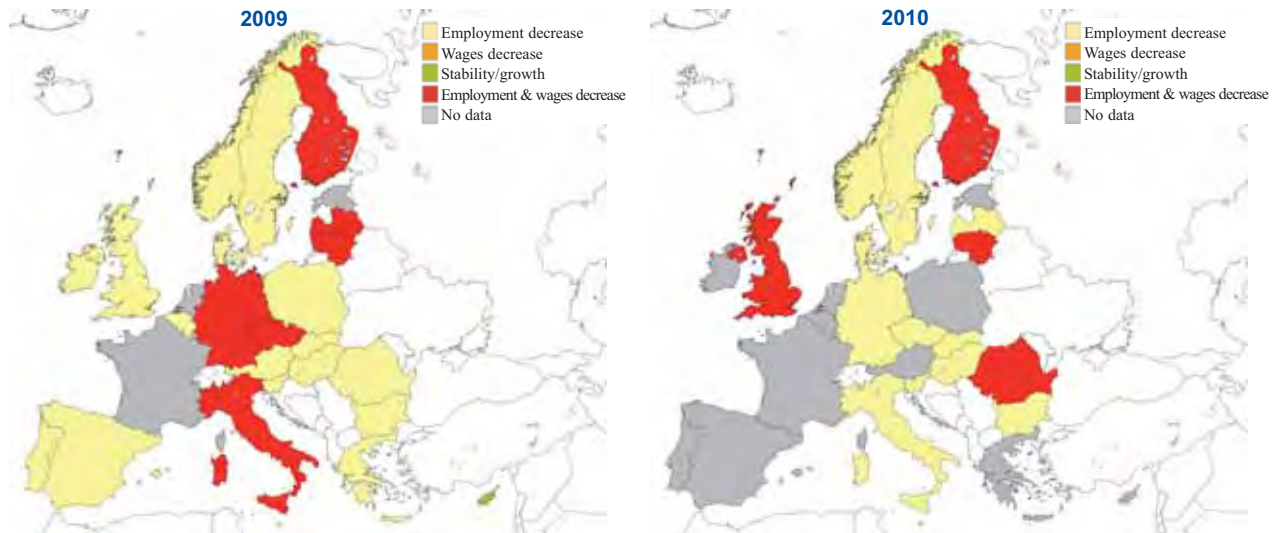 2009
Employment decrease
Wages decrease
Stability/growth
Employment & wages decrease
No data
2010
Employment decrease
Wages decrease
Stability/growth
Employment & wages decrease
No data